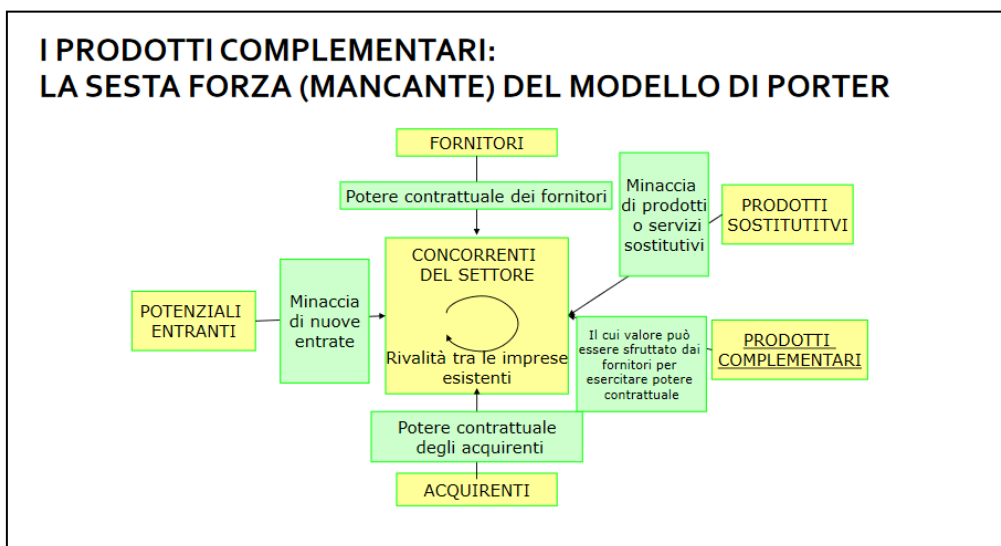 I PRODOTTI COMPLEMENTARI:
LA SESTA FORZA (MANCANTE) DEL MODELLO DI PORTER
FORNITORI
Potere contrattuale dei fornitori
Minaccia
di prodotti
o servizi
sostitutivi
PRODOTTI
SOSTITUTITVI
CONCORRENTI
DEL SETTORE
Rivalità tra le imprese
esistenti
POTENZIALI
ENTRANTI
Minaccia
di nuove
entrate
Il cui valore può
essere sfruttato dai
fornitori per
esercitare potere
contrattuale
PRODOTTI
COMPLEMENTARI
Potere contrattuale
degli acquirenti
ACQUIRENTI